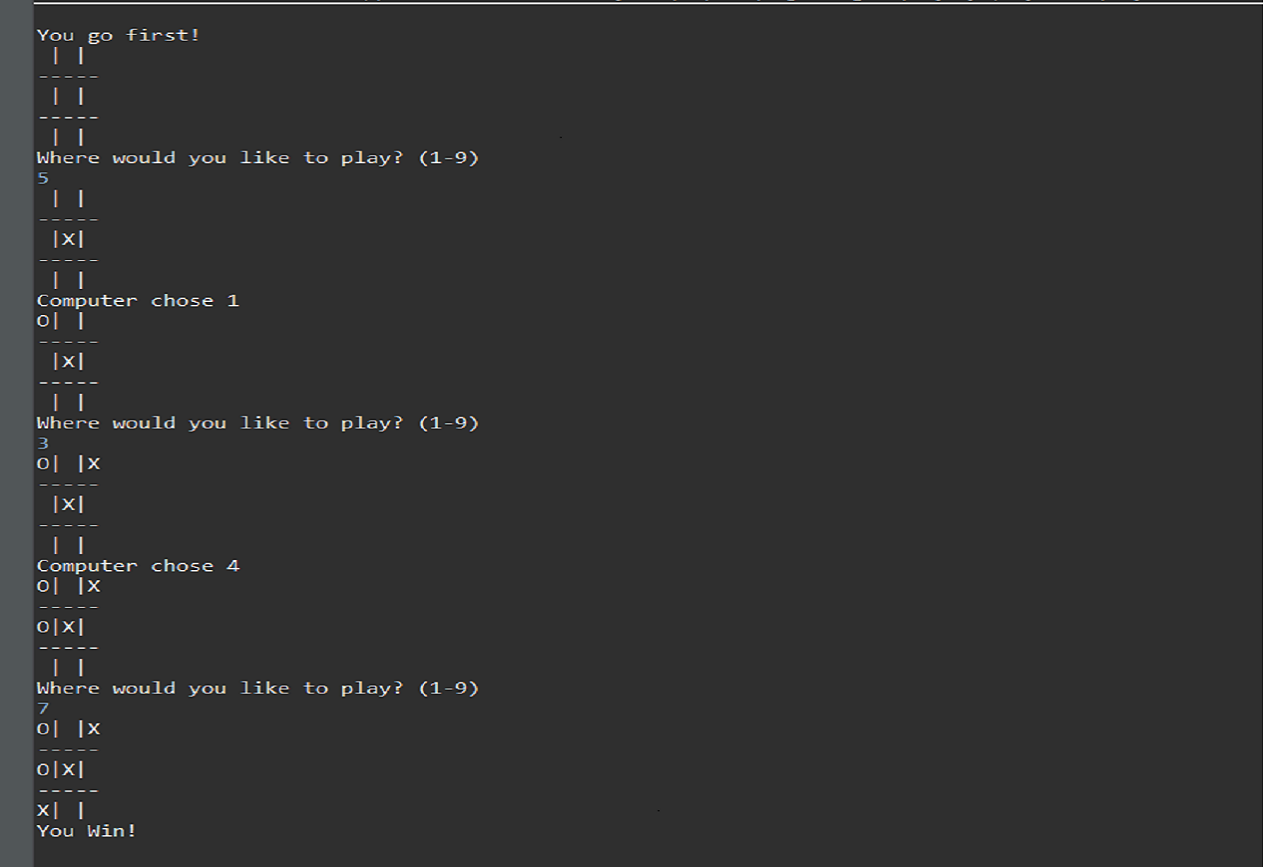 You go first!
 | |
-----
 | |
-----
 | |
Where would you like to play? (1-9)
5
 | |
-----
 |X|
-----
 | |
Computer chose 1
O| |
-----
 |X|
-----
 | |
Where would you like to play? (1-9)
3
O| |X
-----
 |X|
-----
 | |
Computer chose 4
O| |X
-----
O|X|
-----
 | |
Where would you like to play? (1-9)
7
O| |X
-----
O|X|
-----
X| |
You Win!